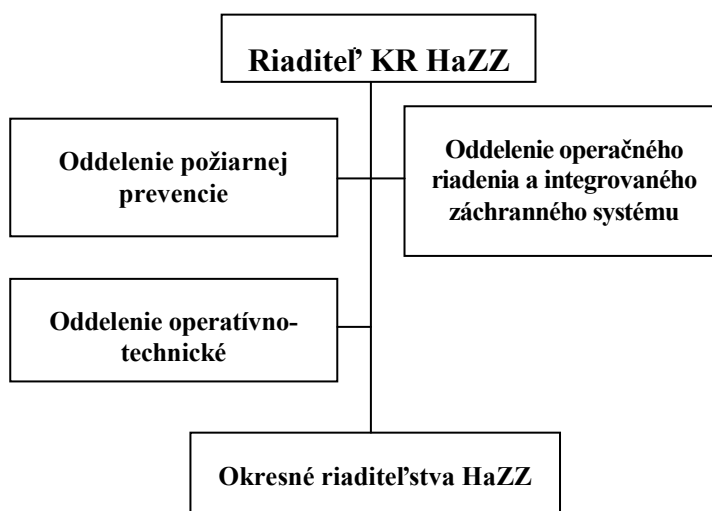 Riaditeľ KR HaZZ
Oddelenie požiarnej
prevencie
Oddelenie operačného
riadenia a integrovaného
záchranného systému
Oddelenie operatívno-
technické
Okresné riaditeľstva HaZZ